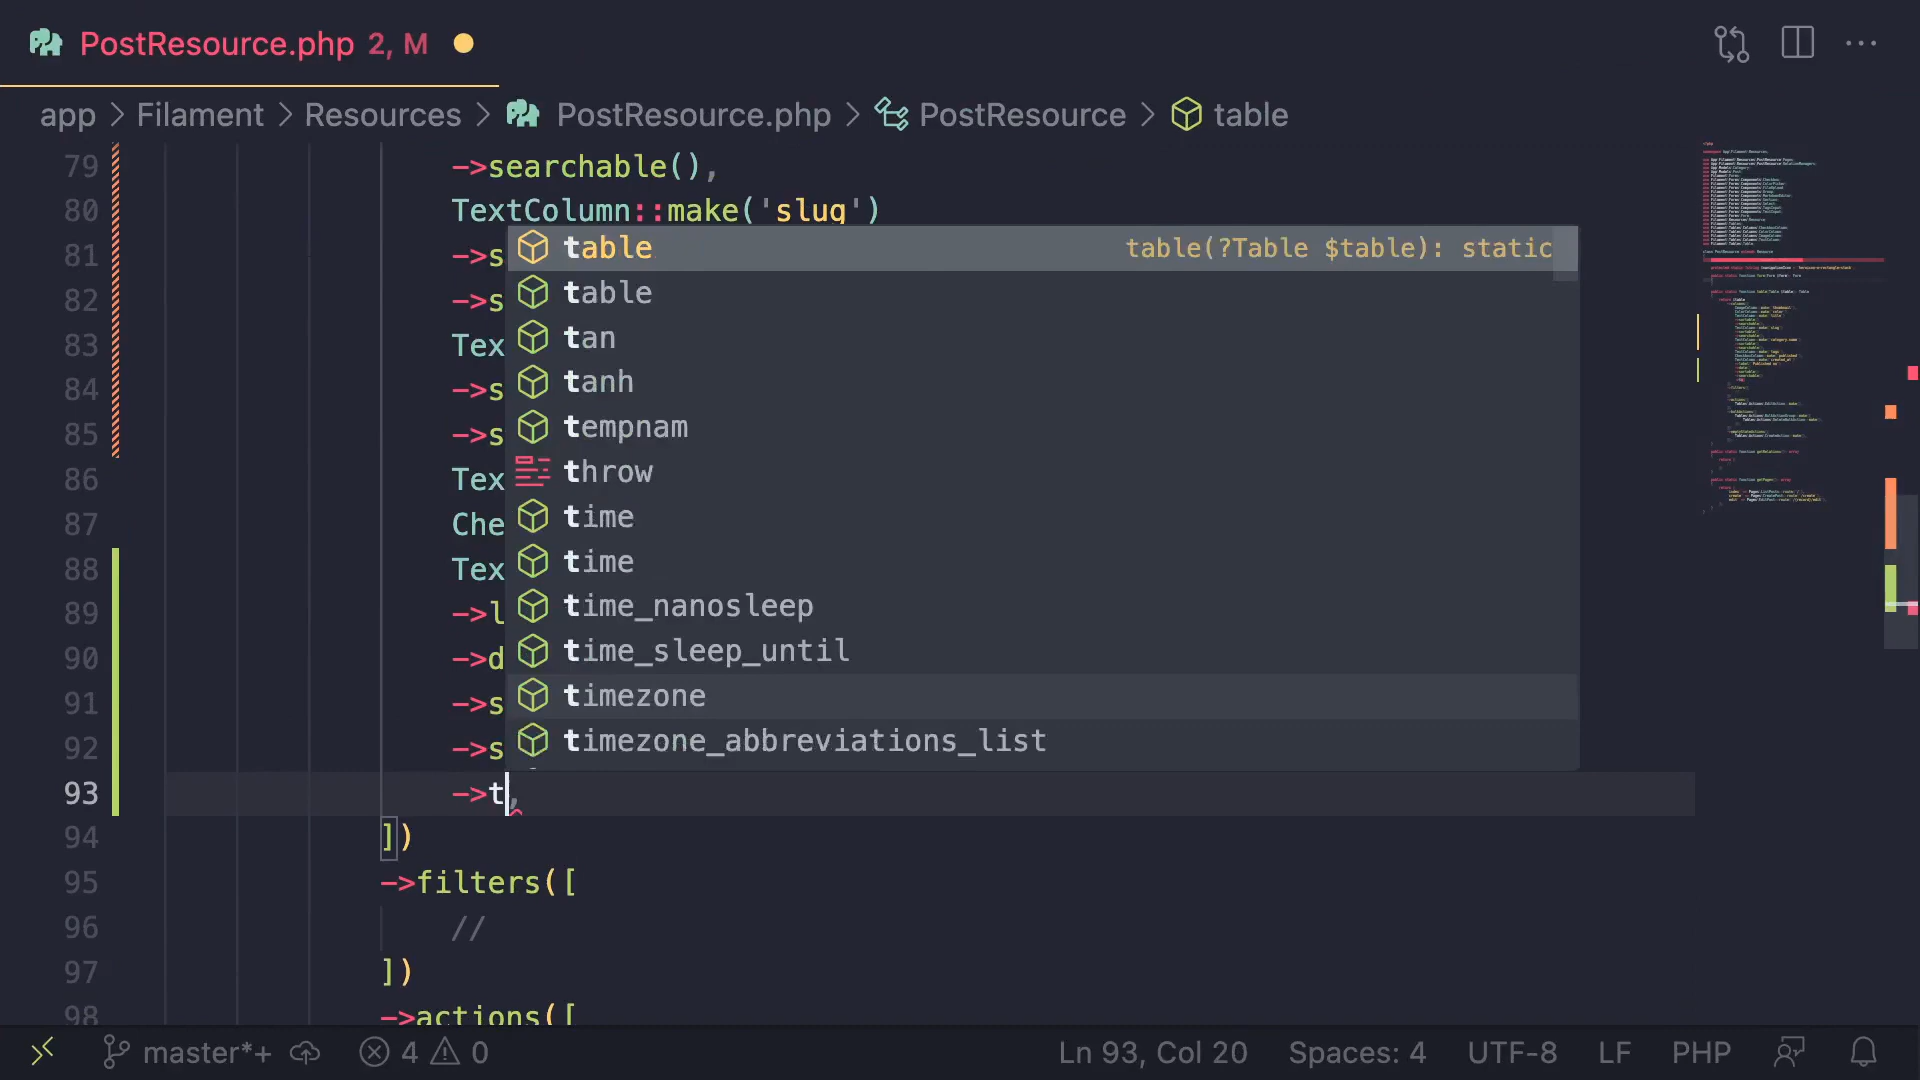 PostResource.php 2, M
app > Filament > Resources > PostResource.php > PostResource > table
79 ->searchable(),
80 TextColumn::make('slug')
81 ->s
82 ->s
83 Tex
84 ->s
85 ->s
86 Tex
87 Che
88 Tex
89 ->l
90 ->d
91 ->s
92 ->s
93 ->t,
94 ])
95 ->filters([
96 //
97 ])
98 ->actions([
table table(?Table $table): static
table
tan
tanh
tempnam
throw
time
time
time_nanosleep
time_sleep_until
timezone
timezone_abbreviations_list
master*+ 4 0 Ln 93, Col 20 Spaces: 4 UTF-8 LF PHP